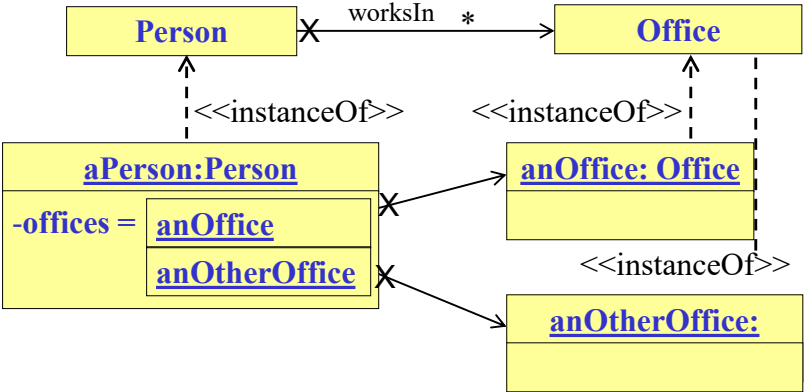 Person
X
worksIn
*
Office
<<instanceOf>>
<<instanceOf>>
aPerson:Person
-offices =
anOffice
anOtherOffice
X
X
anOffice: Office
<<instanceOf>>
anOtherOffice: